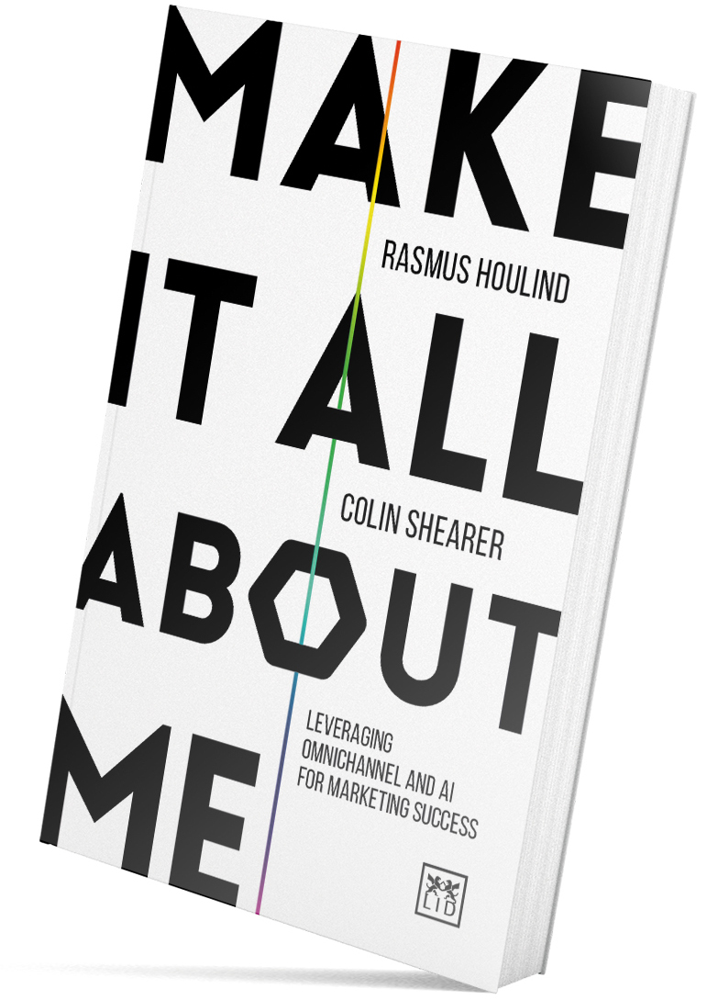 MAKE
RASMUS HOULIND
IT ALL
COLIN SHEARER
ABOUT
ME
LEVERAGING
OMNICHANNEL AND AI
FOR MARKETING SUCCESS
LID